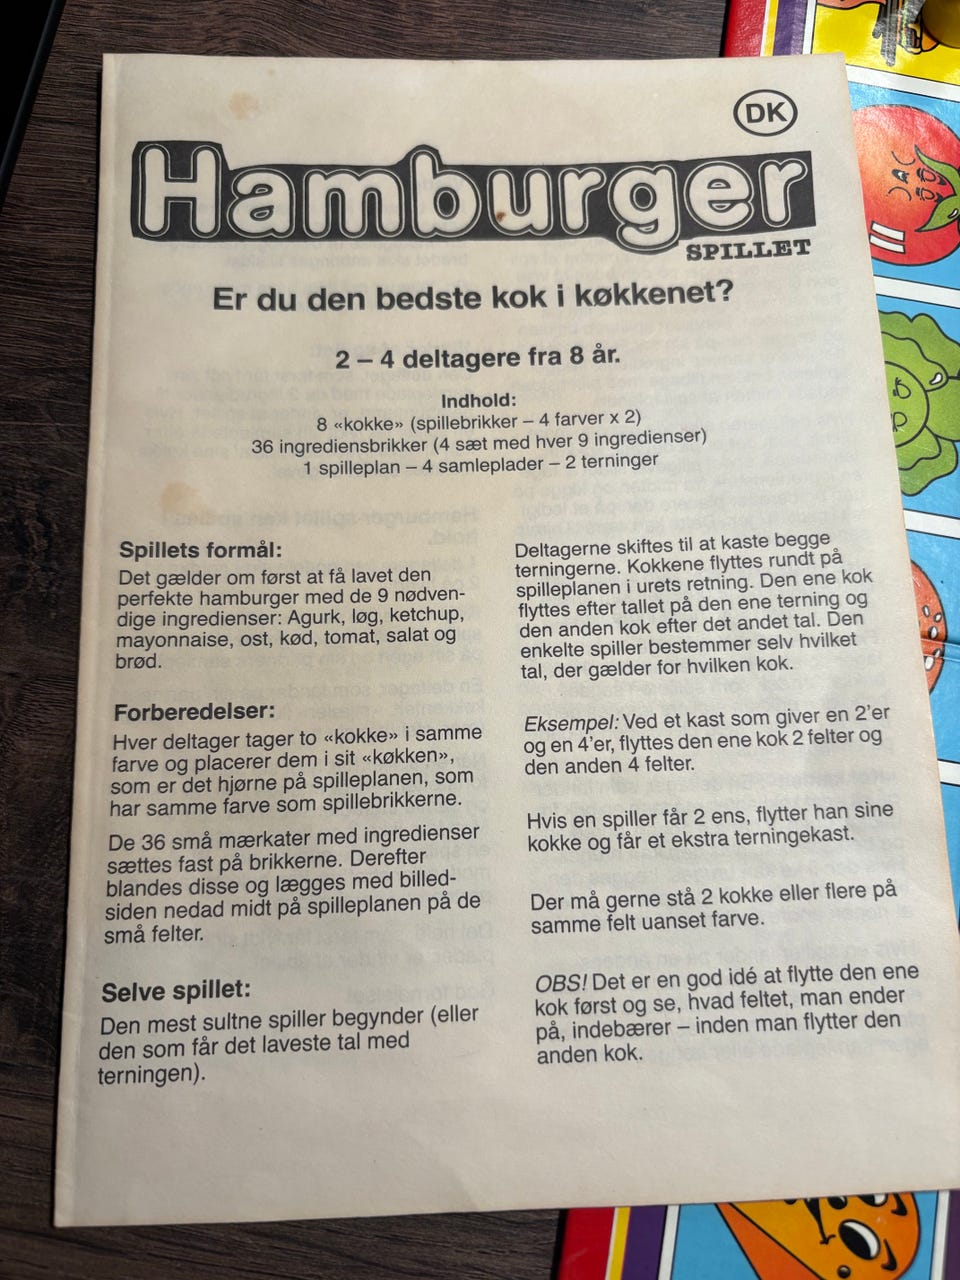 DK
Hamburger
SPILLET
Er du den bedste kok i køkkenet?
2 – 4 deltagere fra 8 år.
Indhold:
8 «kokke» (spillebrikker – 4 farver x 2)
36 ingrediensbrikker (4 sæt med hver 9 ingredienser)
1 spilleplan – 4 samleplader – 2 terninger
Spillets formål:
Det gælder om først at få lavet den
perfekte hamburger med de 9 nødven-
dige ingredienser: Agurk, løg, ketchup,
mayonnaise, ost, kød, tomat, salat og
brød.
Forberedelser:
Hver deltager tager to «kokke» i samme
farve og placerer dem i sit «køkken»,
som er det hjørne på spilleplanen, som
har samme farve som spillebrikkerne.
De 36 små mærkater med ingredienser
sættes fast på brikkerne. Derefter
blandes disse og lægges med billed-
siden nedad midt på spilleplanen på de
små felter.
Selve spillet:
Den mest sultne spiller begynder (eller
den som får det laveste tal med
terningen).
Deltagerne skiftes til at kaste begge
terningerne. Kokkene flyttes rundt på
spilleplanen i urets retning. Den ene kok
flyttes efter tallet på den ene terning og
den anden kok efter det andet tal. Den
enkelte spiller bestemmer selv hvilket
tal, der gælder for hvilken kok.
Eksempel: Ved et kast som giver en 2'er
og en 4'er, flyttes den ene kok 2 felter og
den anden 4 felter.
Hvis en spiller får 2 ens, flytter han sine
kokke og får et ekstra terningekast.
Der må gerne stå 2 kokke eller flere på
samme felt uanset farve.
OBS! Det er en god idé at flytte den ene
kok først og se, hvad feltet, man ender
på, indebærer – inden man flytter den
anden kok.